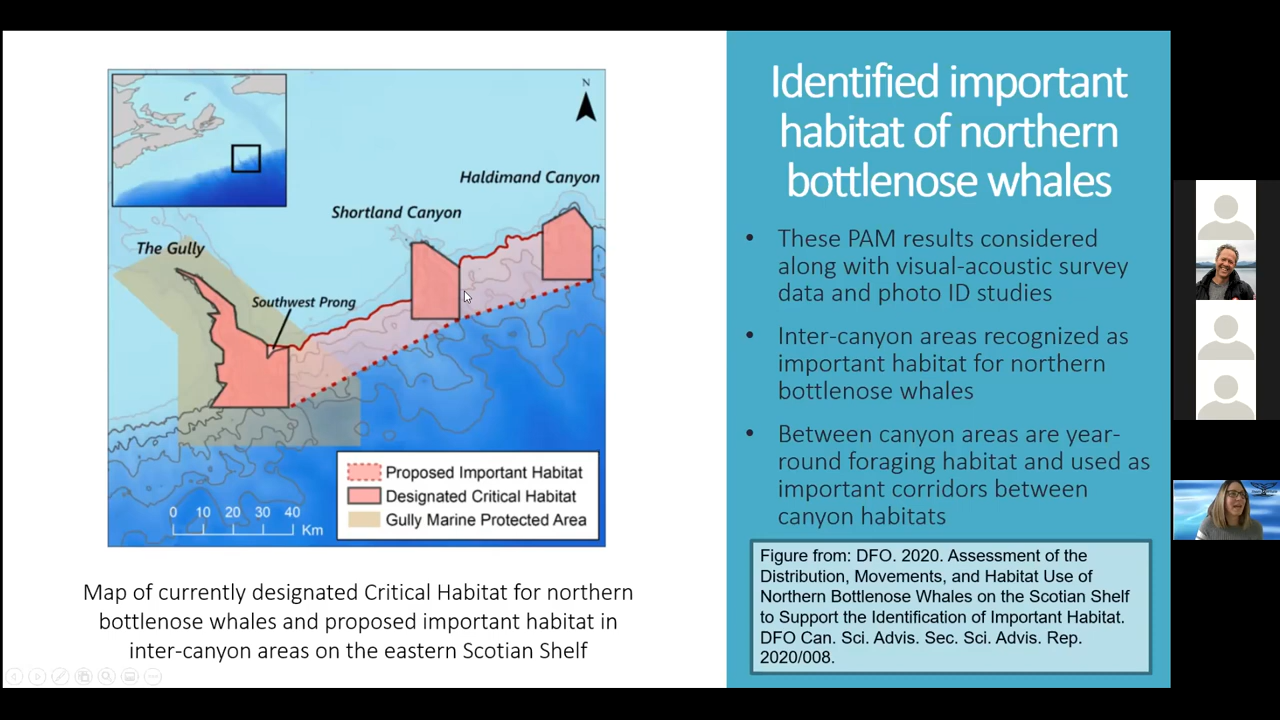 N
Haldimand Canyon
Shortland Canyon
The Gully
Southwest Prong
Proposed Important Habitat
Designated Critical Habitat
Gully Marine Protected Area
0 10 20 30 40
Km
Map of currently designated Critical Habitat for northern
bottlenose whales and proposed important habitat in
inter-canyon areas on the eastern Scotian Shelf
Identified important
habitat of northern
bottlenose whales
• These PAM results considered
along with visual-acoustic survey
data and photo ID studies
• Inter-canyon areas recognized as
important habitat for northern
bottlenose whales
• Between canyon areas are year-
round foraging habitat and used as
important corridors between
canyon habitats
Figure from: DFO. 2020. Assessment of the
Distribution, Movements, and Habitat Use of
Northern Bottlenose Whales on the Scotian Shelf
to Support the Identification of Important Habitat.
DFO Can. Sci. Advis. Sec. Sci. Advis. Rep.
2020/008.